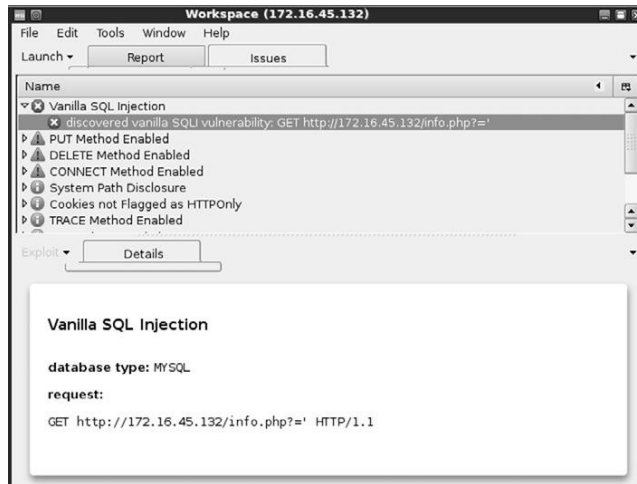 Workspace (172.16.45.132)
File Edit Tools Window Help
Launch Report Issues
Name
Vanilla SQL Injection
discovered vanilla SQLI vulnerability: GET http://172.16.45.132/info.php?='
PUT Method Enabled
DELETE Method Enabled
CONNECT Method Enabled
System Path Disclosure
Cookies not Flagged as HTTPOnly
TRACE Method Enabled
Exploit Details
Vanilla SQL Injection
database type: MYSQL
request:
GET http://172.16.45.132/info.php?=' HTTP/1.1